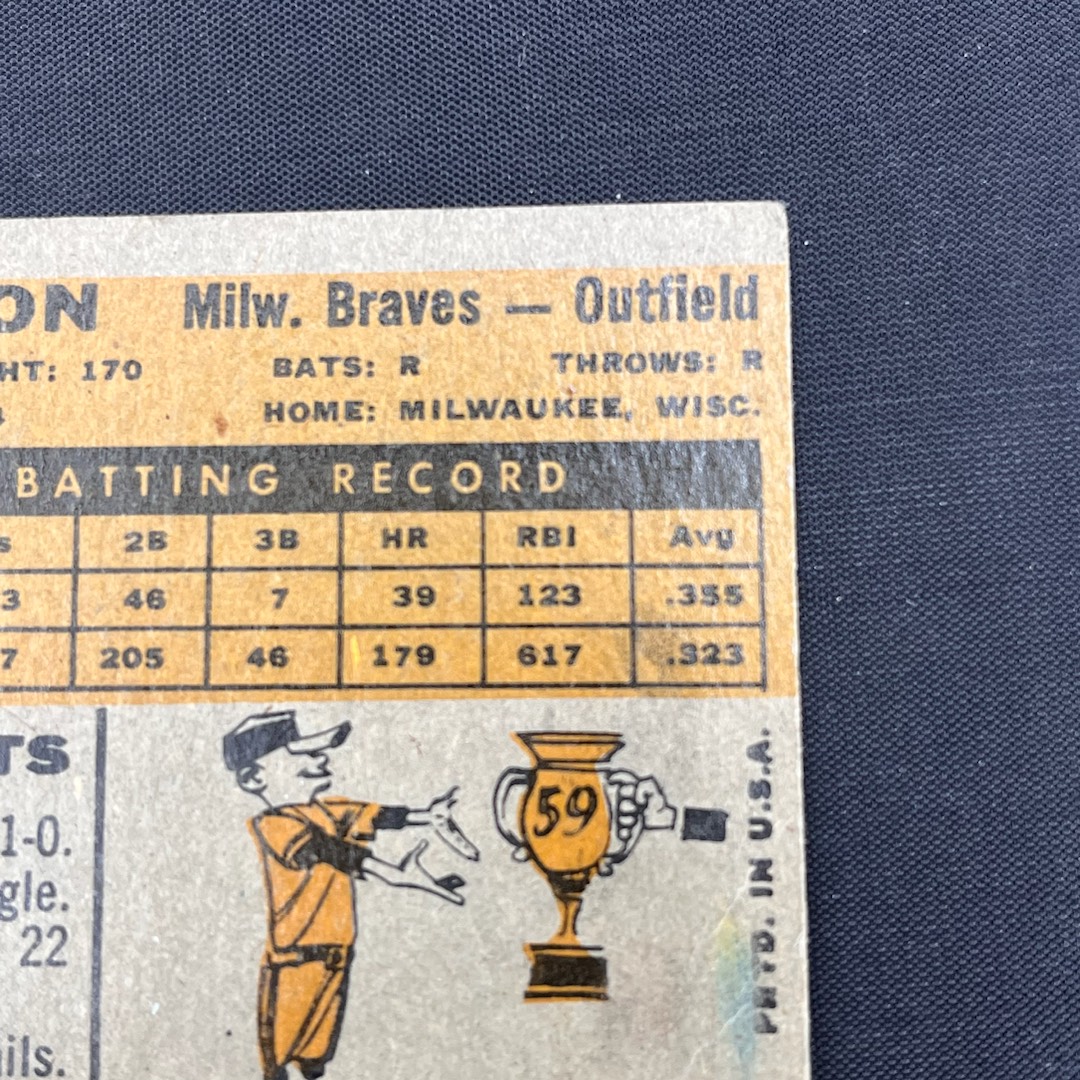 ON Milw. Braves — Outfield
HT: 170 BATS: R THROWS: R
HOME: MILWAUKEE, WISC.
BATTING RECORD
s 2B 3B HR RBI Avg
3 46 7 39 123 .355
7 205 46 179 617 .323
TS
1-0.
gle.
22
ils.
59
PRTD. IN U.S.A.